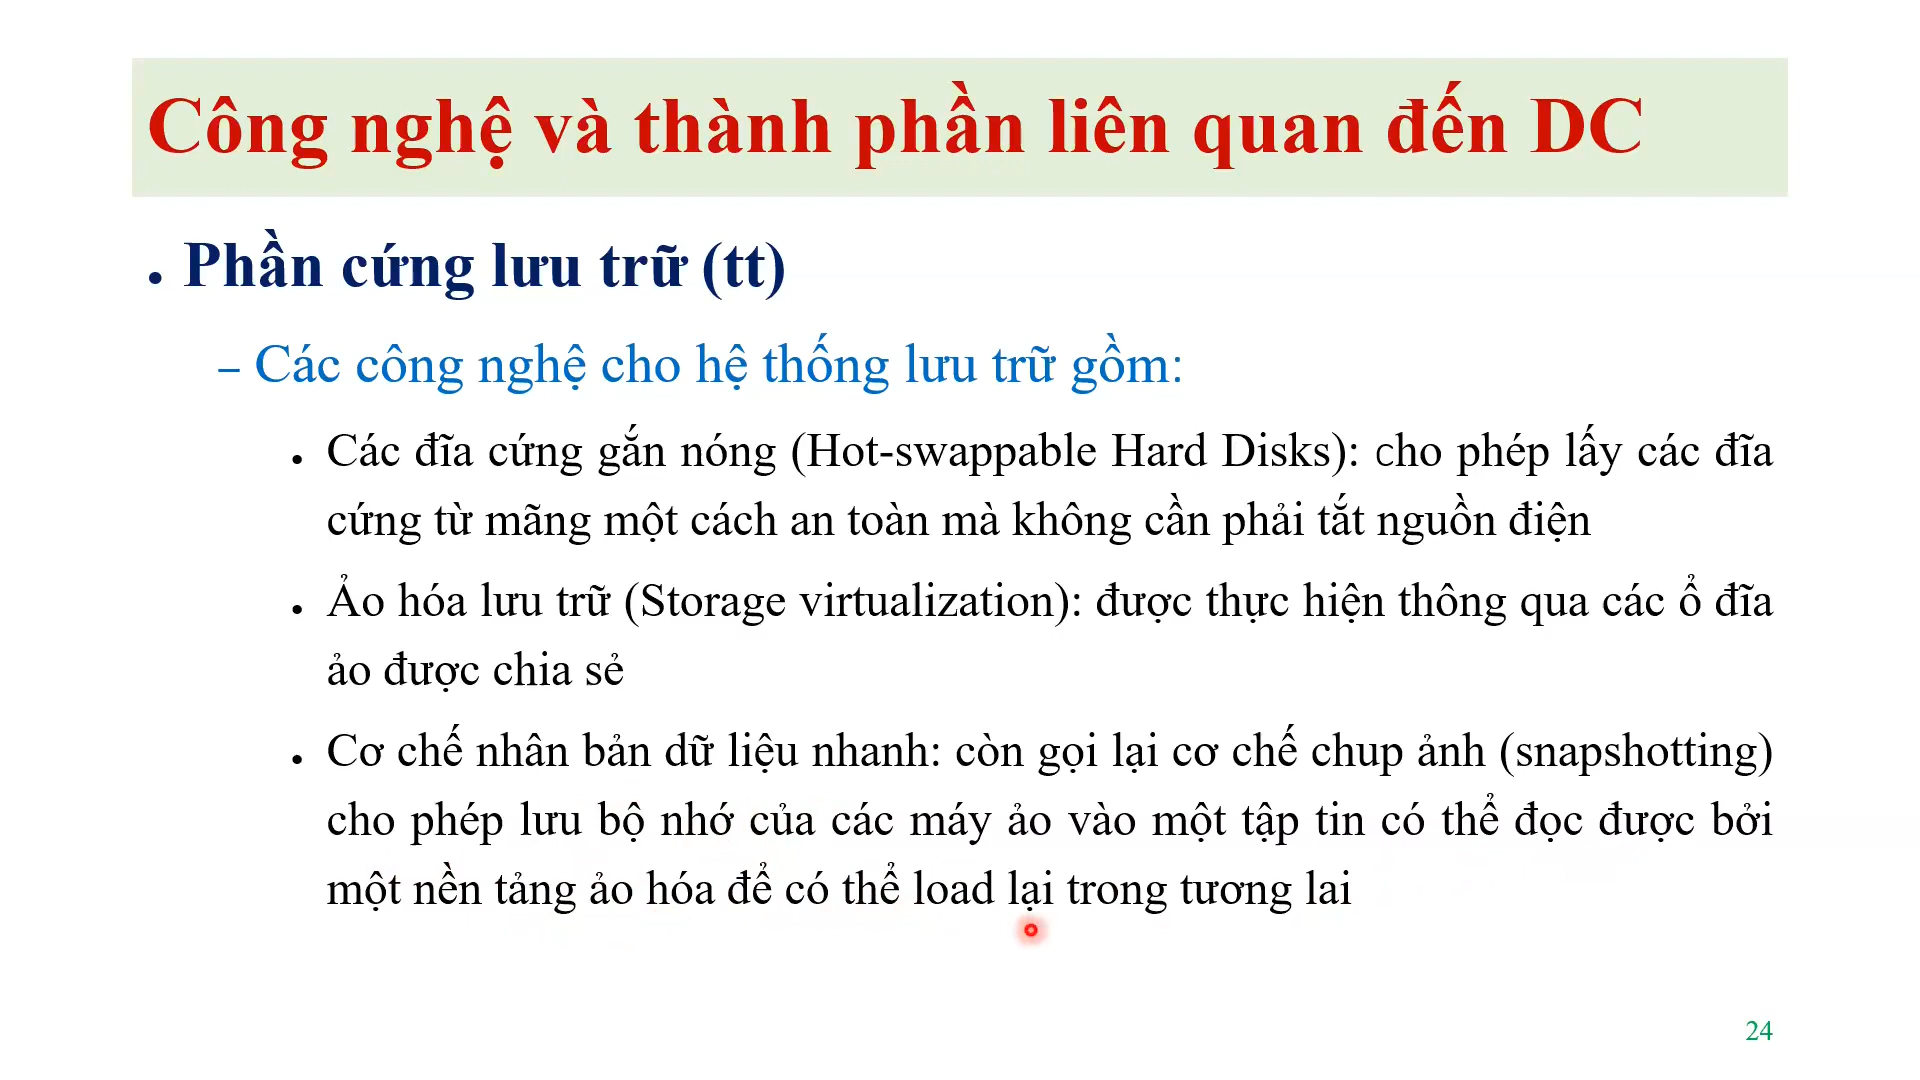 Công nghệ và thành phần liên quan đến DC
• Phần cứng lưu trữ (tt)
– Các công nghệ cho hệ thống lưu trữ gồm:
• Các đĩa cứng gắn nóng (Hot-swappable Hard Disks): cho phép lấy các đĩa
cứng từ mãng một cách an toàn mà không cần phải tắt nguồn điện
• Ảo hóa lưu trữ (Storage virtualization): được thực hiện thông qua các ổ đĩa
ảo được chia sẻ
• Cơ chế nhân bản dữ liệu nhanh: còn gọi lại cơ chế chup ảnh (snapshotting)
cho phép lưu bộ nhớ của các máy ảo vào một tập tin có thể đọc được bởi
một nền tảng ảo hóa để có thể load lại trong tương lai
24